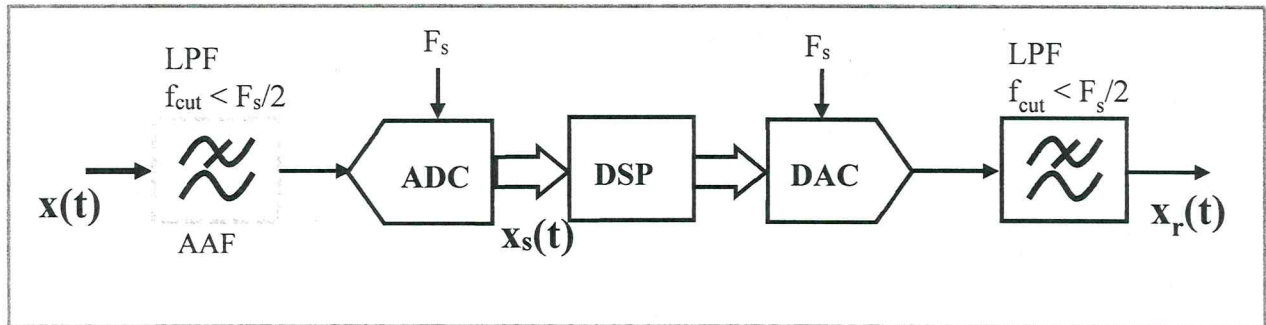 LPF
f_cut < F_s/2
F_s
F_s
LPF
f_cut < F_s/2
ADC
DSP
DAC
x(t)
AAF
x_s(t)
x_r(t)